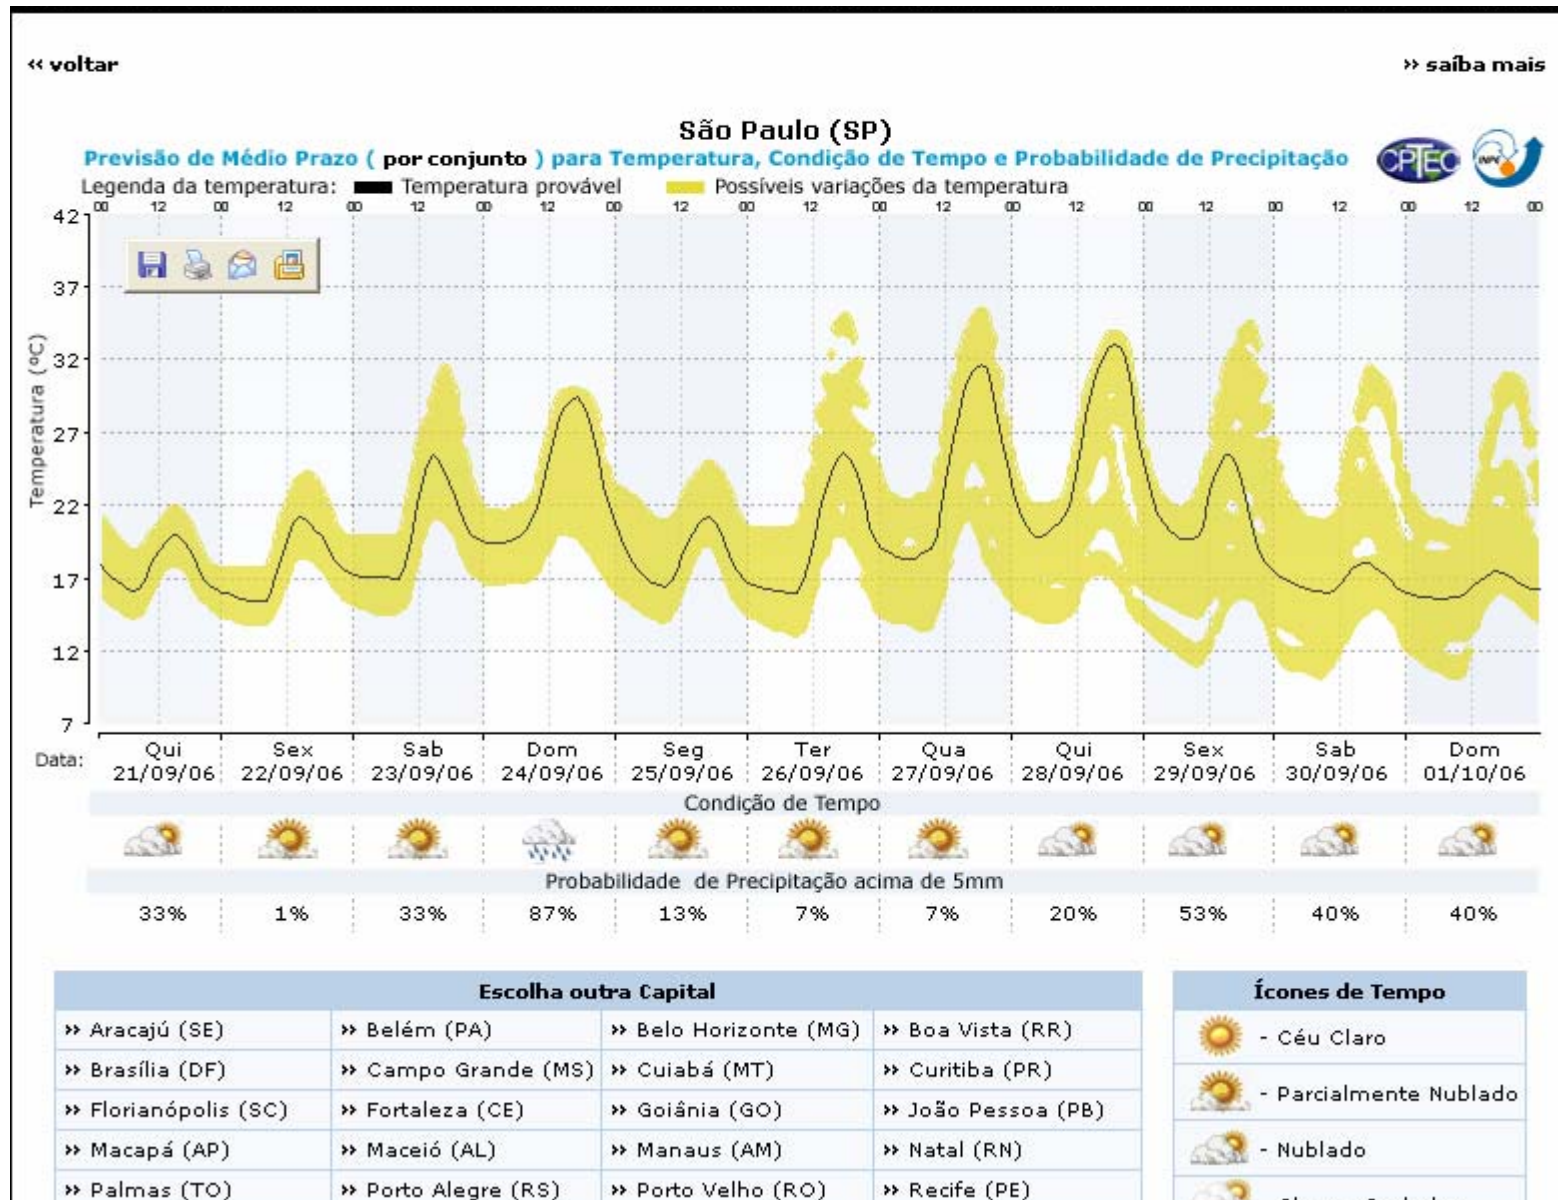 ‹‹ voltar ›› saíba mais
São Paulo (SP)
Previsão de Médio Prazo ( por conjunto ) para Temperatura, Condição de Tempo e Probabilidade de Precipitação
CPTEC INPE
Legenda da temperatura: Temperatura provável Possíveis variações da temperatura
00 12 00 12 00 12 00 12 00 12 00 12 00 12 00 12 00 12 00 12 00 12 00
42
37
32
27
22
17
12
7
Temperatura (ºC)
Qui Sex Sab Dom Seg Ter Qua Qui Sex Sab Dom
Data: 21/09/06 22/09/06 23/09/06 24/09/06 25/09/06 26/09/06 27/09/06 28/09/06 29/09/06 30/09/06 01/10/06
Condição de Tempo
Probabilidade de Precipitação acima de 5mm
33% 1% 33% 87% 13% 7% 7% 20% 53% 40% 40%
Escolha outra Capital
›› Aracajú (SE) ›› Belém (PA) ›› Belo Horizonte (MG) ›› Boa Vista (RR)
›› Brasília (DF) ›› Campo Grande (MS) ›› Cuiabá (MT) ›› Curitiba (PR)
›› Florianópolis (SC) ›› Fortaleza (CE) ›› Goiânia (GO) ›› João Pessoa (PB)
›› Macapá (AP) ›› Maceió (AL) ›› Manaus (AM) ›› Natal (RN)
›› Palmas (TO) ›› Porto Alegre (RS) ›› Porto Velho (RO) ›› Recife (PE)
Ícones de Tempo
- Céu Claro
- Parcialmente Nublado
- Nublado